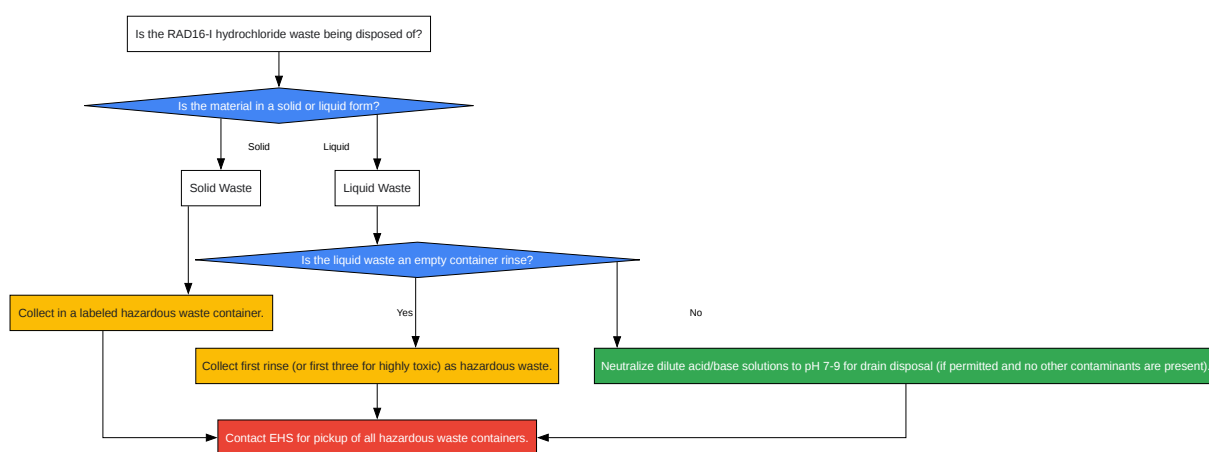 Is the RAD16-I hydrochloride waste being disposed of?
Is the material in a solid or liquid form?
Solid
Liquid
Solid Waste
Liquid Waste
Is the liquid waste an empty container rinse?
Collect in a labeled hazardous waste container.
Yes
No
Collect first rinse (or first three for highly toxic) as hazardous waste.
Neutralize dilute acid/base solutions to pH 7-9 for drain disposal (if permitted and no other contaminants are present).
Contact EHS for pickup of all hazardous waste containers.